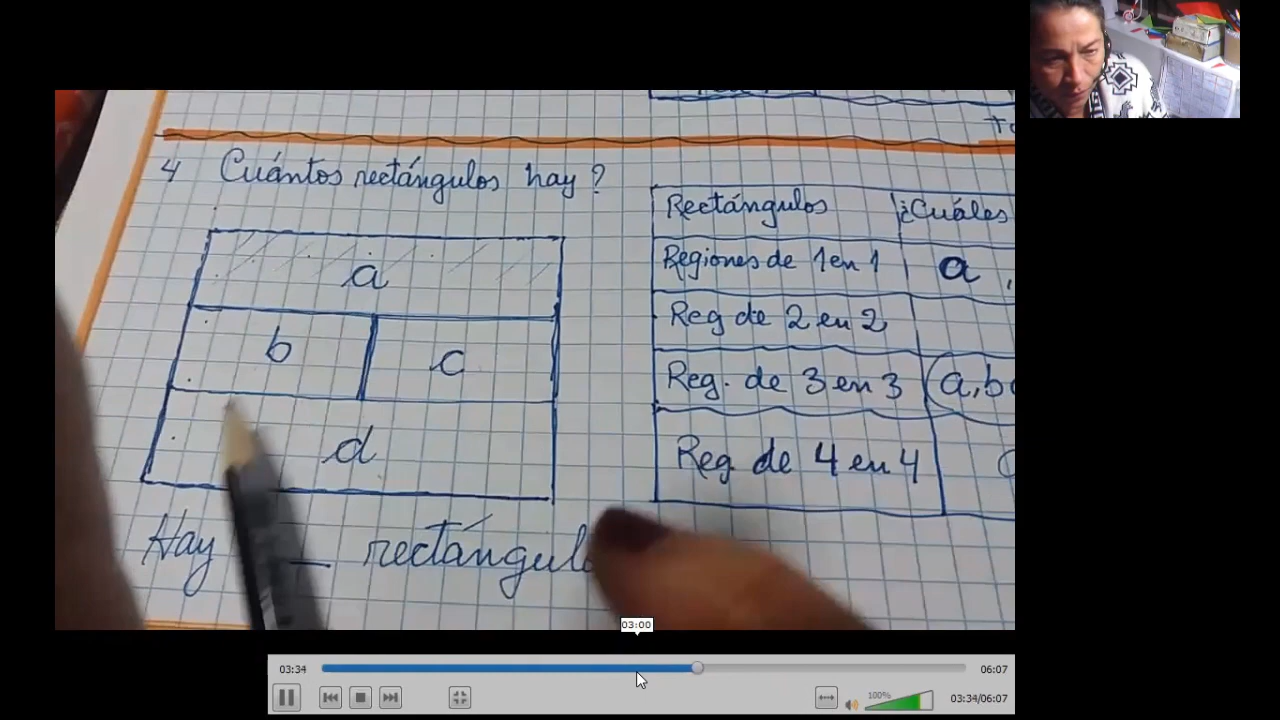 4 Cuántos rectángulos hay?
a
b
c
d
Hay __ rectángul
Rectángulos ¿Cuáles
Regiones de 1 en 1 a ,
Reg de 2 en 2
Reg. de 3 en 3 (a, b
Reg. de 4 en 4
03:00
03:34
06:07
100%
03:34/06:07